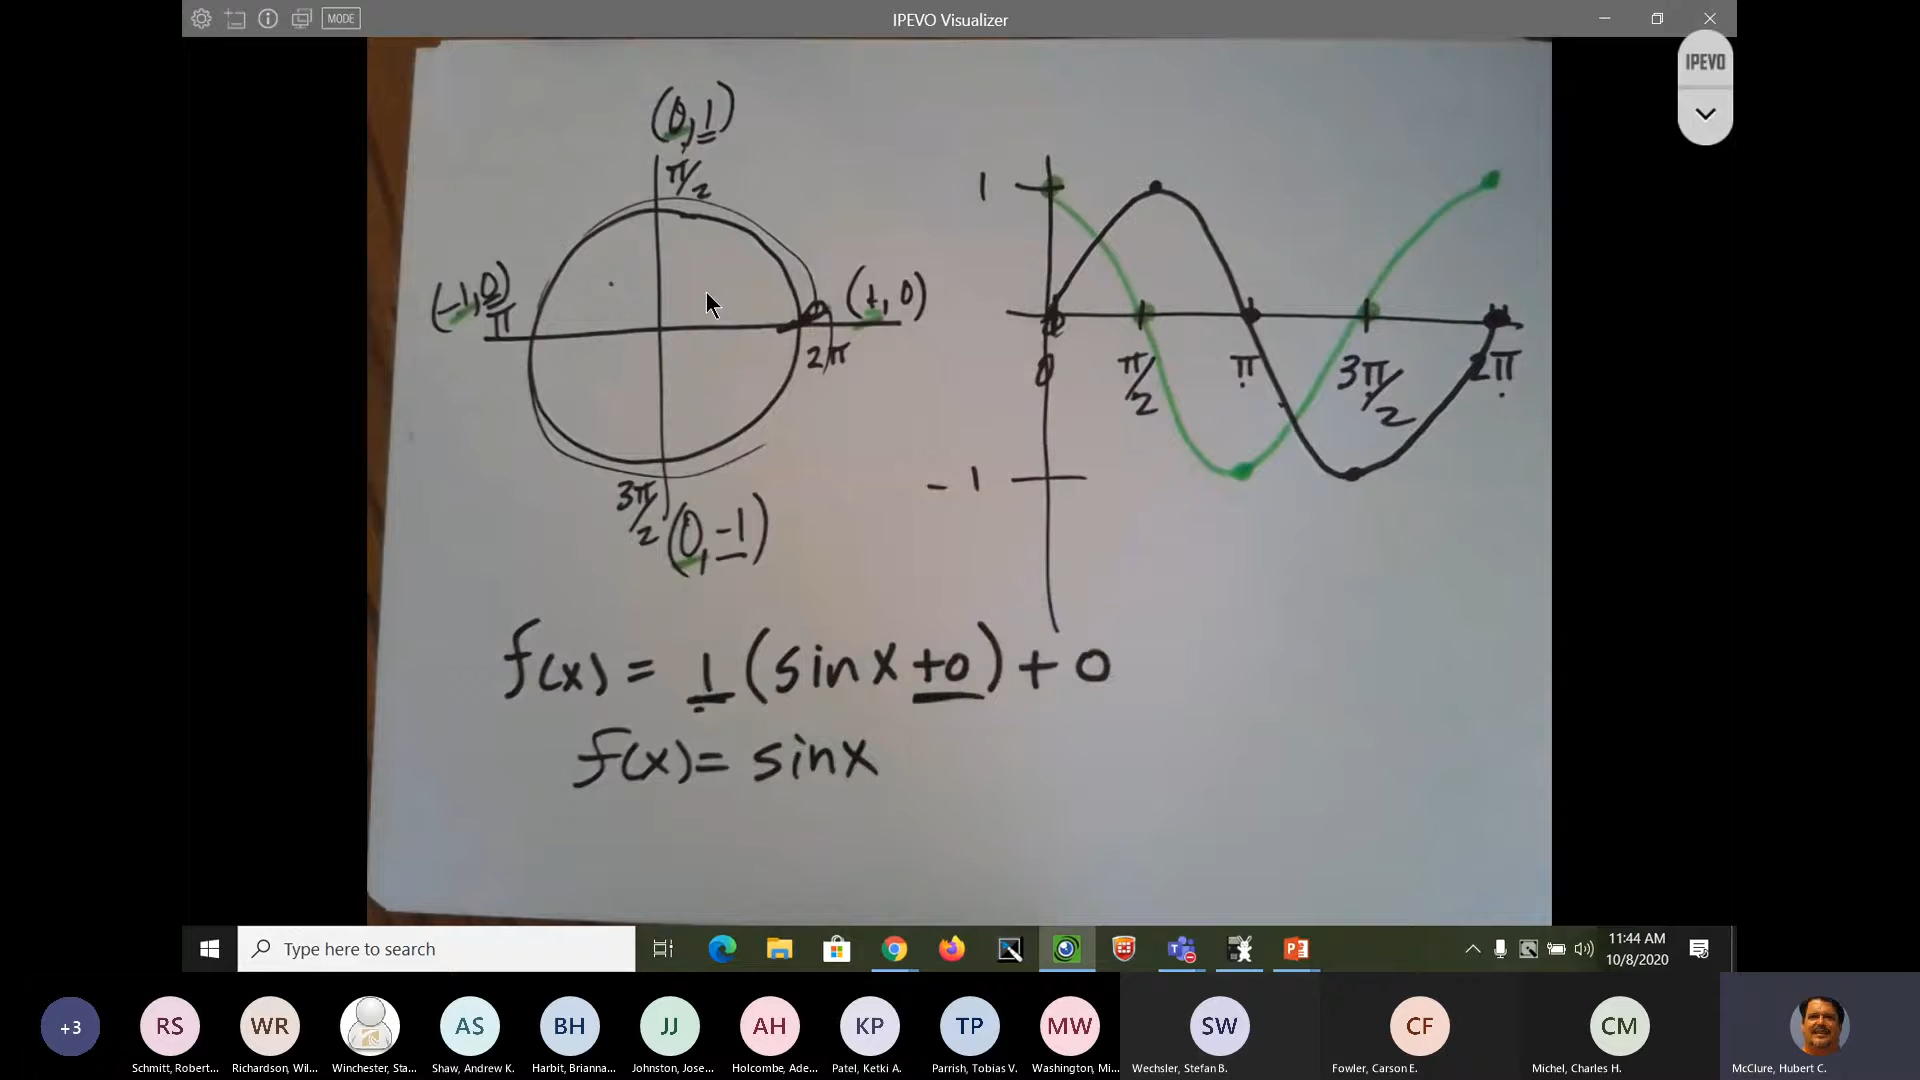 MODE
IPEVO Visualizer
IPEVO
(0, 1)
π/2
(-1, 0)
π
(1, 0)
2π
3π/2
(0, -1)
1
0
π/2
π
3π/2
2π
-1
f(x) = 1 (sin x +0) + 0
f(x) = sin x
Type here to search
11:44 AM
10/8/2020
+3
RS
WR
AS
BH
JJ
AH
KP
TP
MW
SW
CF
CM
Schmitt, Robert...
Richardson, Wil...
Winchester, Sta...
Shaw, Andrew K.
Harbit, Brianna...
Johnston, Jose...
Holcombe, Ade...
Patel, Ketki A.
Parrish, Tobias V.
Washington, Mi...
Wechsler, Stefan B.
Fowler, Carson E.
Michel, Charles H.
McClure, Hubert C.